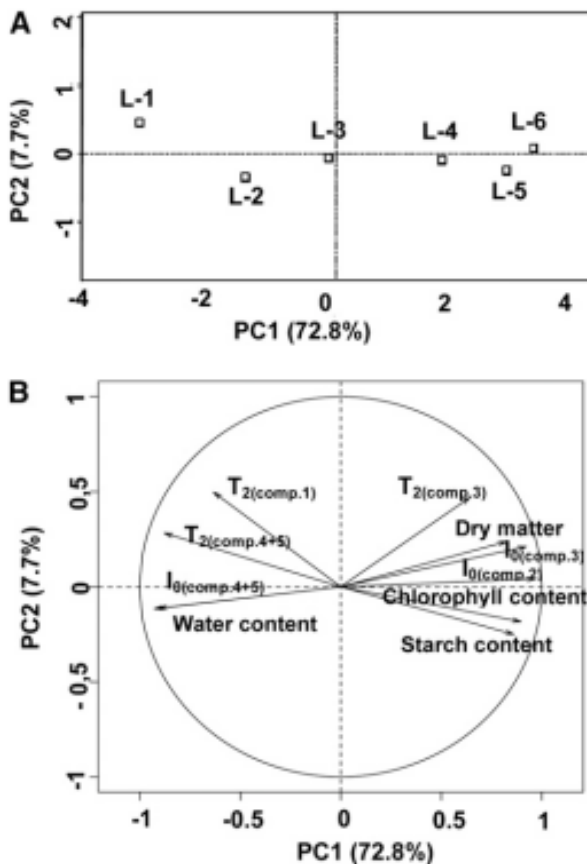 A
2
L-1
L-3
L-4
L-6
0
L-2
L-5
-1
1
PC2 (7.7%)
-4
-2
0
2
4
PC1 (72.8%)
B
1
T2(comp.1)
T2(comp.3)
0,5
T2(comp.4+5)
Dry matter
I0(comp.3)
I0(comp.4+5)
I0(comp.2)
0
Chlorophyll content
Water content
Starch content
- 0,5
-1
PC2 (7.7%)
-1
-0.5
0
0.5
1
PC1 (72.8%)